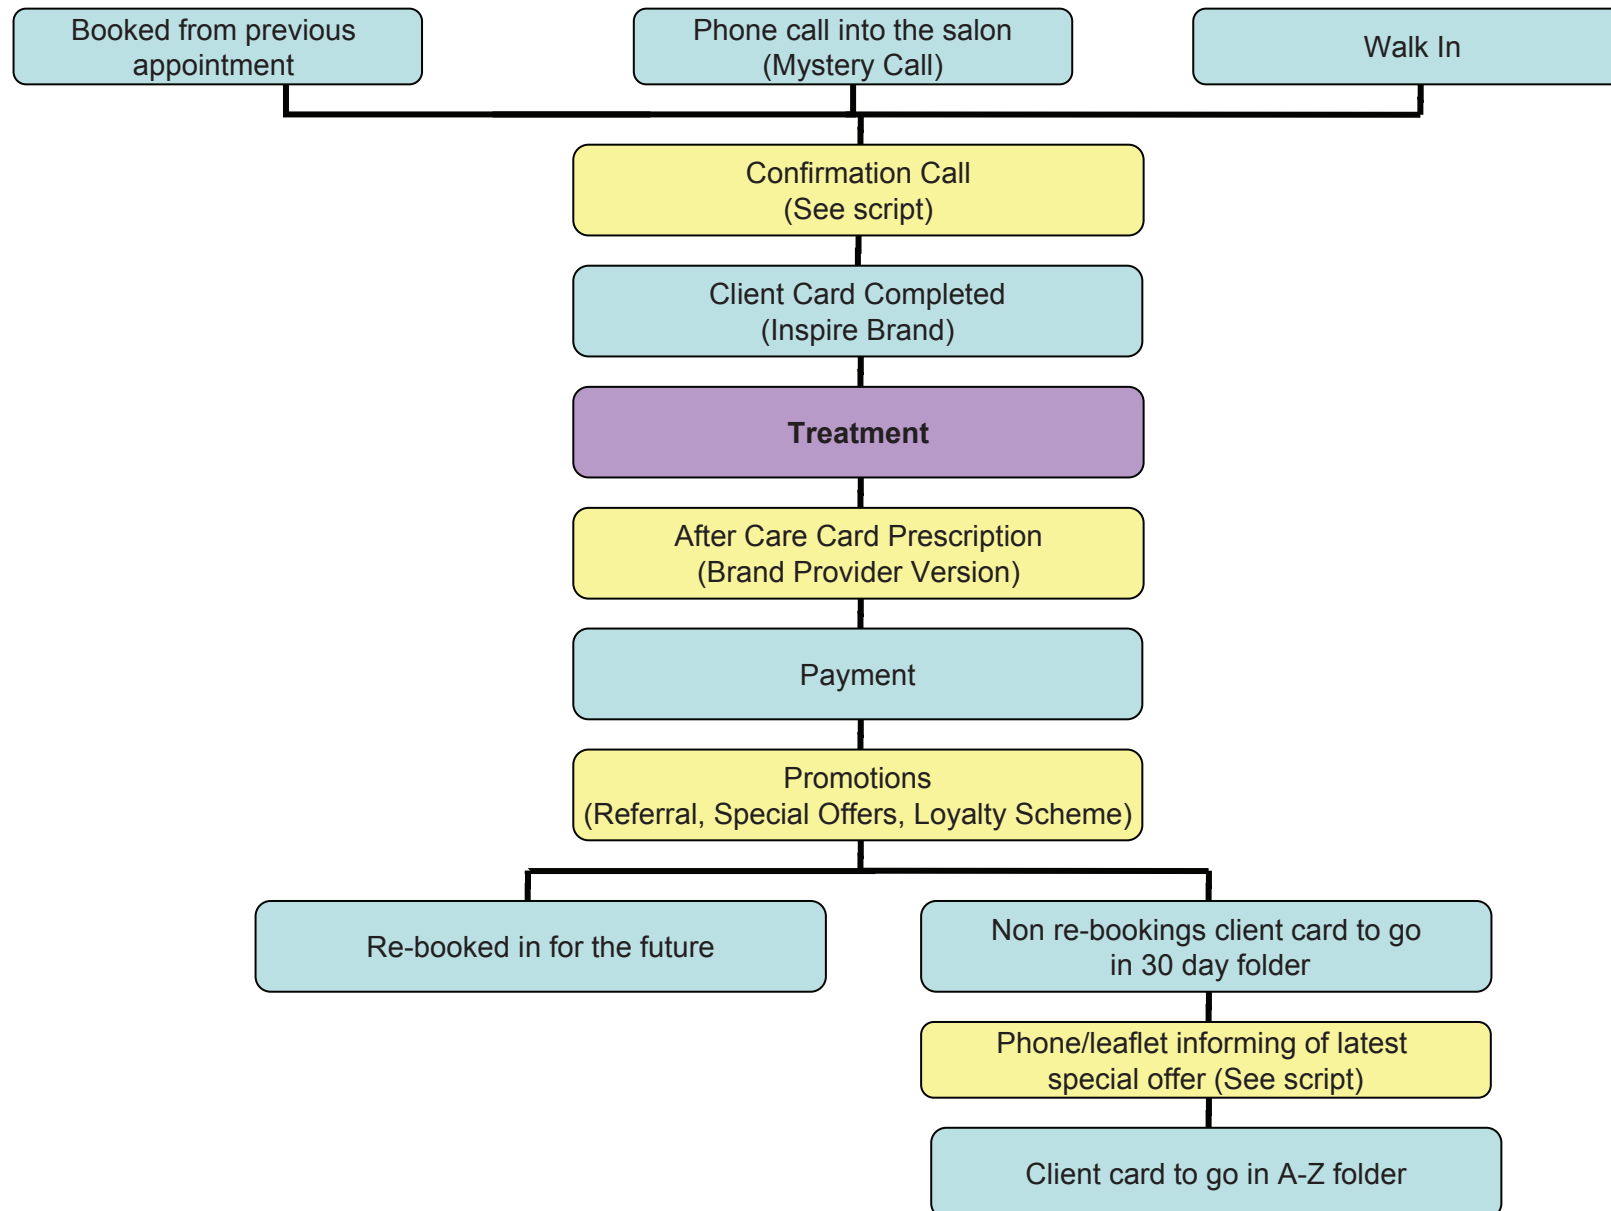 Booked from previous
appointment
Phone call into the salon
(Mystery Call)
Walk In
Confirmation Call
(See script)
Client Card Completed
(Inspire Brand)
Treatment
After Care Card Prescription
(Brand Provider Version)
Payment
Promotions
(Referral, Special Offers, Loyalty Scheme)
Re-booked in for the future
Non re-bookings client card to go
in 30 day folder
Phone/leaflet informing of latest
special offer (See script)
Client card to go in A-Z folder